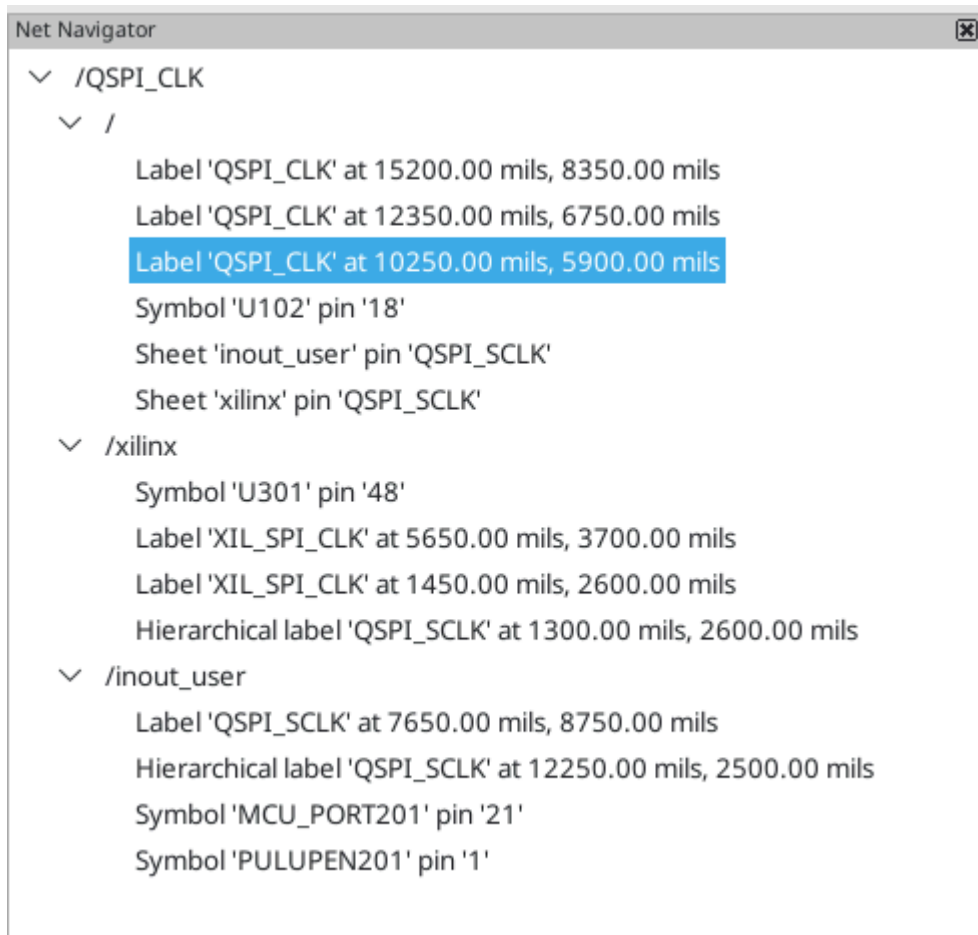 Net Navigator
/QSPI_CLK
/
Label 'QSPI_CLK' at 15200.00 mils, 8350.00 mils
Label 'QSPI_CLK' at 12350.00 mils, 6750.00 mils
Label 'QSPI_CLK' at 10250.00 mils, 5900.00 mils
Symbol 'U102' pin '18'
Sheet 'inout_user' pin 'QSPI_SCLK'
Sheet 'xilinx' pin 'QSPI_SCLK'
/xilinx
Symbol 'U301' pin '48'
Label 'XIL_SPI_CLK' at 5650.00 mils, 3700.00 mils
Label 'XIL_SPI_CLK' at 1450.00 mils, 2600.00 mils
Hierarchical label 'QSPI_SCLK' at 1300.00 mils, 2600.00 mils
/inout_user
Label 'QSPI_SCLK' at 7650.00 mils, 8750.00 mils
Hierarchical label 'QSPI_SCLK' at 12250.00 mils, 2500.00 mils
Symbol 'MCU_PORT201' pin '21'
Symbol 'PULUPEN201' pin '1'